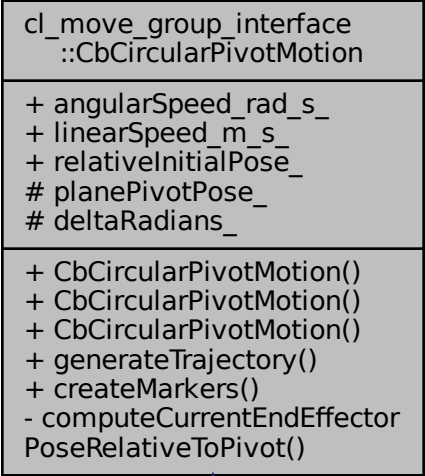 cl_move_group_interface
::CbCircularPivotMotion
+ angularSpeed_rad_s_
+ linearSpeed_m_s_
+ relativeInitialPose_
# planePivotPose_
# deltaRadians_
+ CbCircularPivotMotion()
+ CbCircularPivotMotion()
+ CbCircularPivotMotion()
+ generateTrajectory()
+ createMarkers()
- computeCurrentEndEffector
PoseRelativeToPivot()